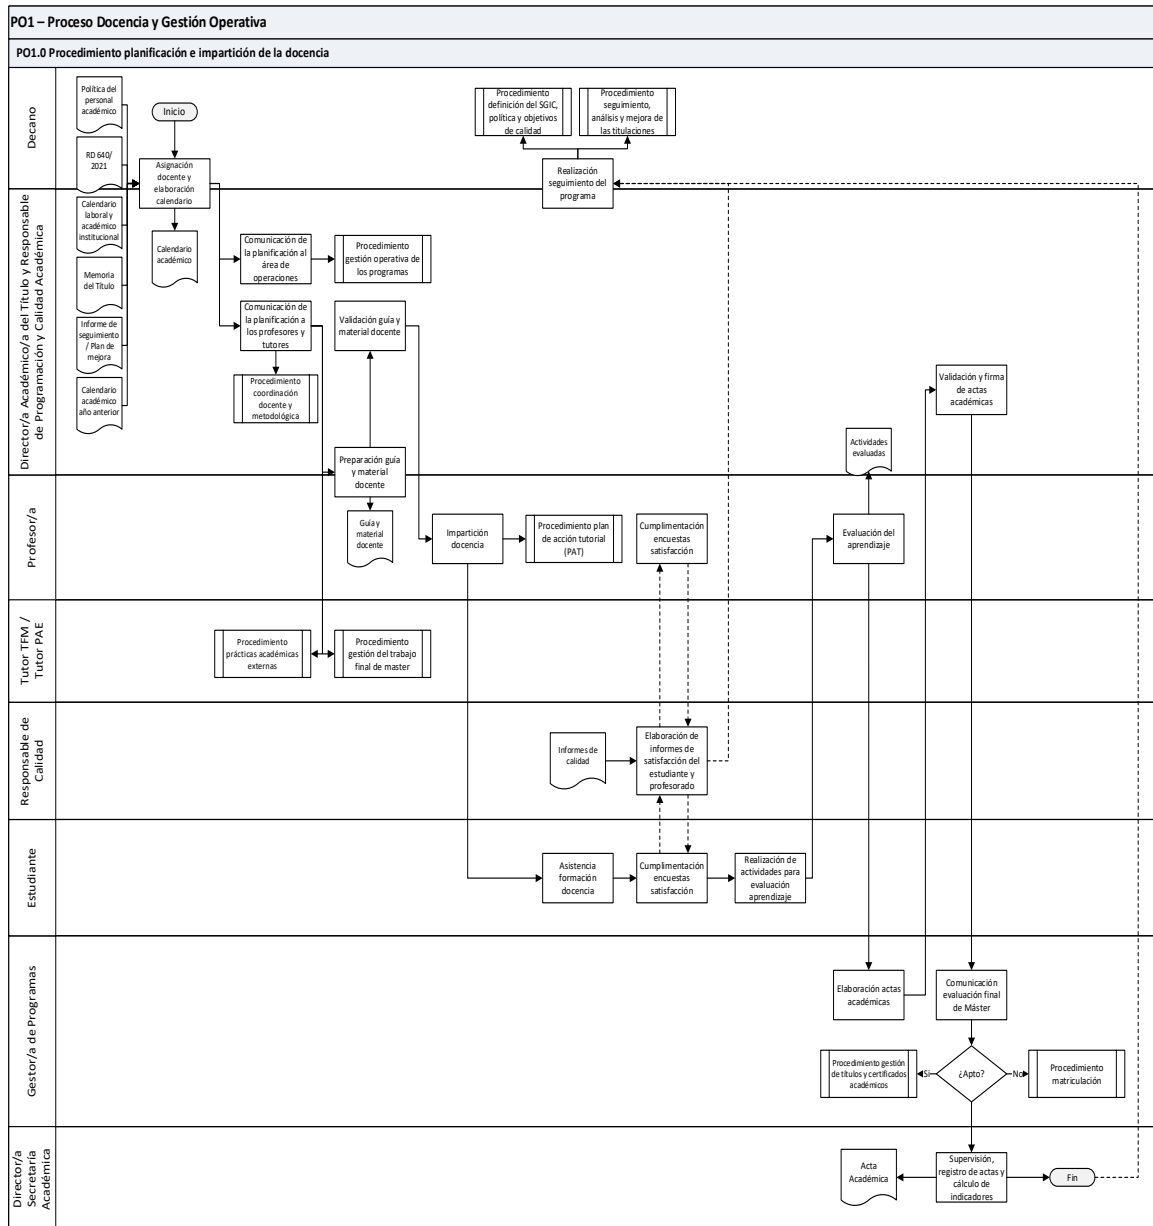 PO1 – Proceso Docencia y Gestión Operativa
PO1.0 Procedimiento planificación e impartición de la docencia
Decano
Política del
personal
académico
Inicio
RD 640/
2021
Asignación
docente y
elaboración
calendario
Procedimiento
definición del SGIC,
política y objetivos
de calidad
Procedimiento
seguimiento,
análisis y mejora de
las titulaciones
Realización
seguimiento del
programa
Director/a Académico/a del Título y Responsable
de Programación y Calidad Académica
Calendario
laboral y
académico
institucional
Calendario
académico
Comunicación de
la planificación al
área de
operaciones
Procedimiento
gestión operativa de
los programas
Memoria
del Título
Informe de
seguimiento
/ Plan de
mejora
Calendario
académico
año anterior
Comunicación de
la planificación a
los profesores y
tutores
Validación guía y
material docente
Procedimiento
coordinación
docente y
metodológica
Validación y firma
de actas
académicas
Preparación guía
y material
docente
Actividades
evaluadas
Profesor/a
Guía y
material
docente
Impartición
docencia
Procedimiento plan
de acción tutorial
(PAT)
Cumplimentación
encuestas
satisfacción
Evaluación del
aprendizaje
Tutor TFM /
Tutor PAE
Procedimiento
prácticas académicas
externas
Procedimiento
gestión del trabajo
final de master
Responsable de
Calidad
Informes de
calidad
Elaboración de
informes de
satisfacción del
estudiante y
profesorado
Estudiante
Asistencia
formación
docencia
Cumplimentación
encuestas
satisfacción
Realización de
actividades para
evaluación
aprendizaje
Gestor/a de Programas
Elaboración actas
académicas
Comunicación
evaluación final
de Máster
Procedimiento gestión
de títulos y certificados
académicos
Si
¿Apto?
No
Procedimiento
matriculación
Director/a
Secretaría
Académica
Acta
Académica
Supervisión,
registro de actas y
cálculo de
indicadores
Fin